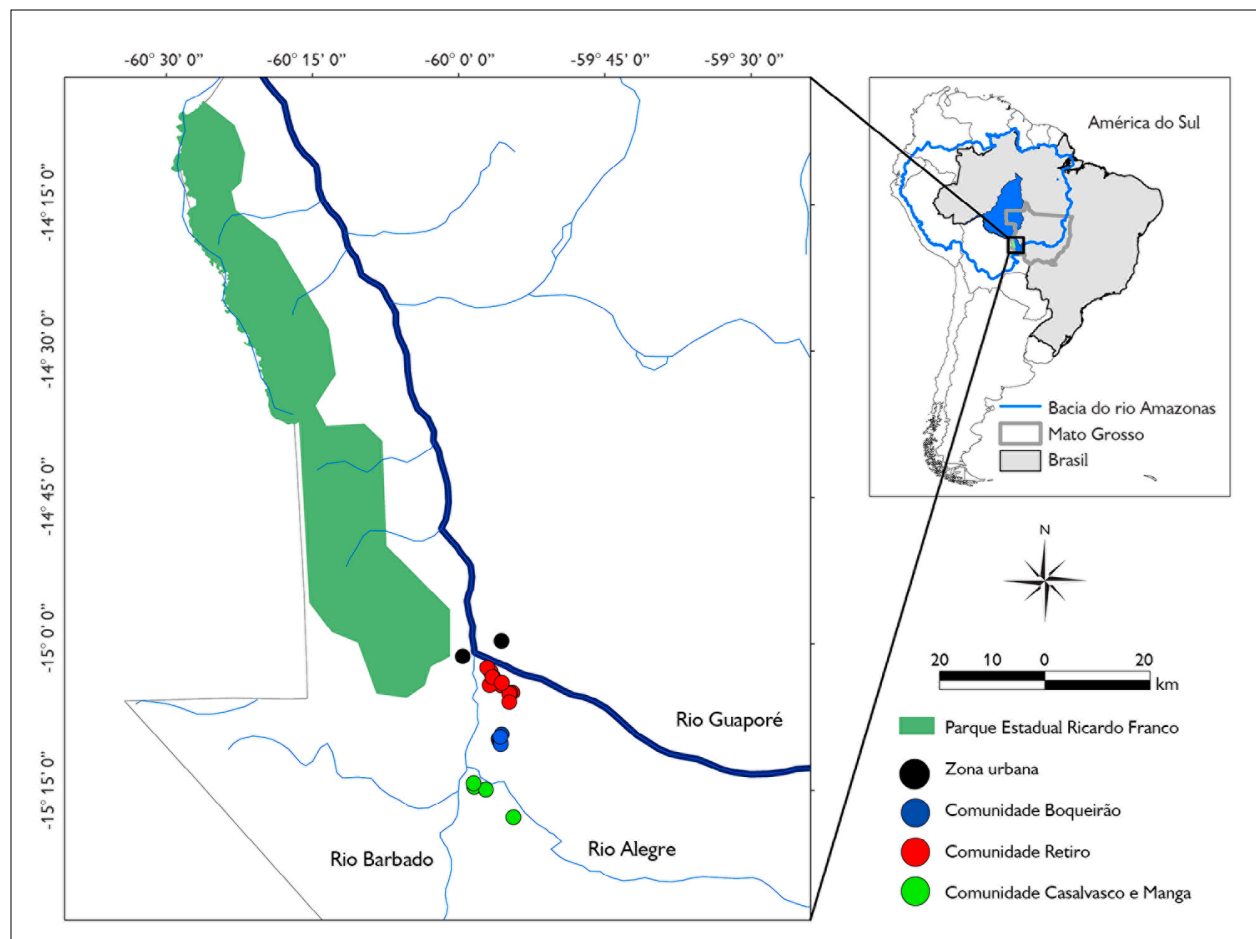 -60° 30' 0"
-60° 15' 0"
-60° 0' 0"
-59° 45' 0"
-59° 30' 0"
-14° 15' 0"
-14° 30' 0"
-14° 45' 0"
-15° 0' 0"
-15° 15' 0"
Rio Guaporé
Rio Barbado
Rio Alegre
América do Sul
Bacia do rio Amazonas
Mato Grosso
Brasil
N
20 10 0 20
km
Parque Estadual Ricardo Franco
Zona urbana
Comunidade Boqueirão
Comunidade Retiro
Comunidade Casalvasco e Manga